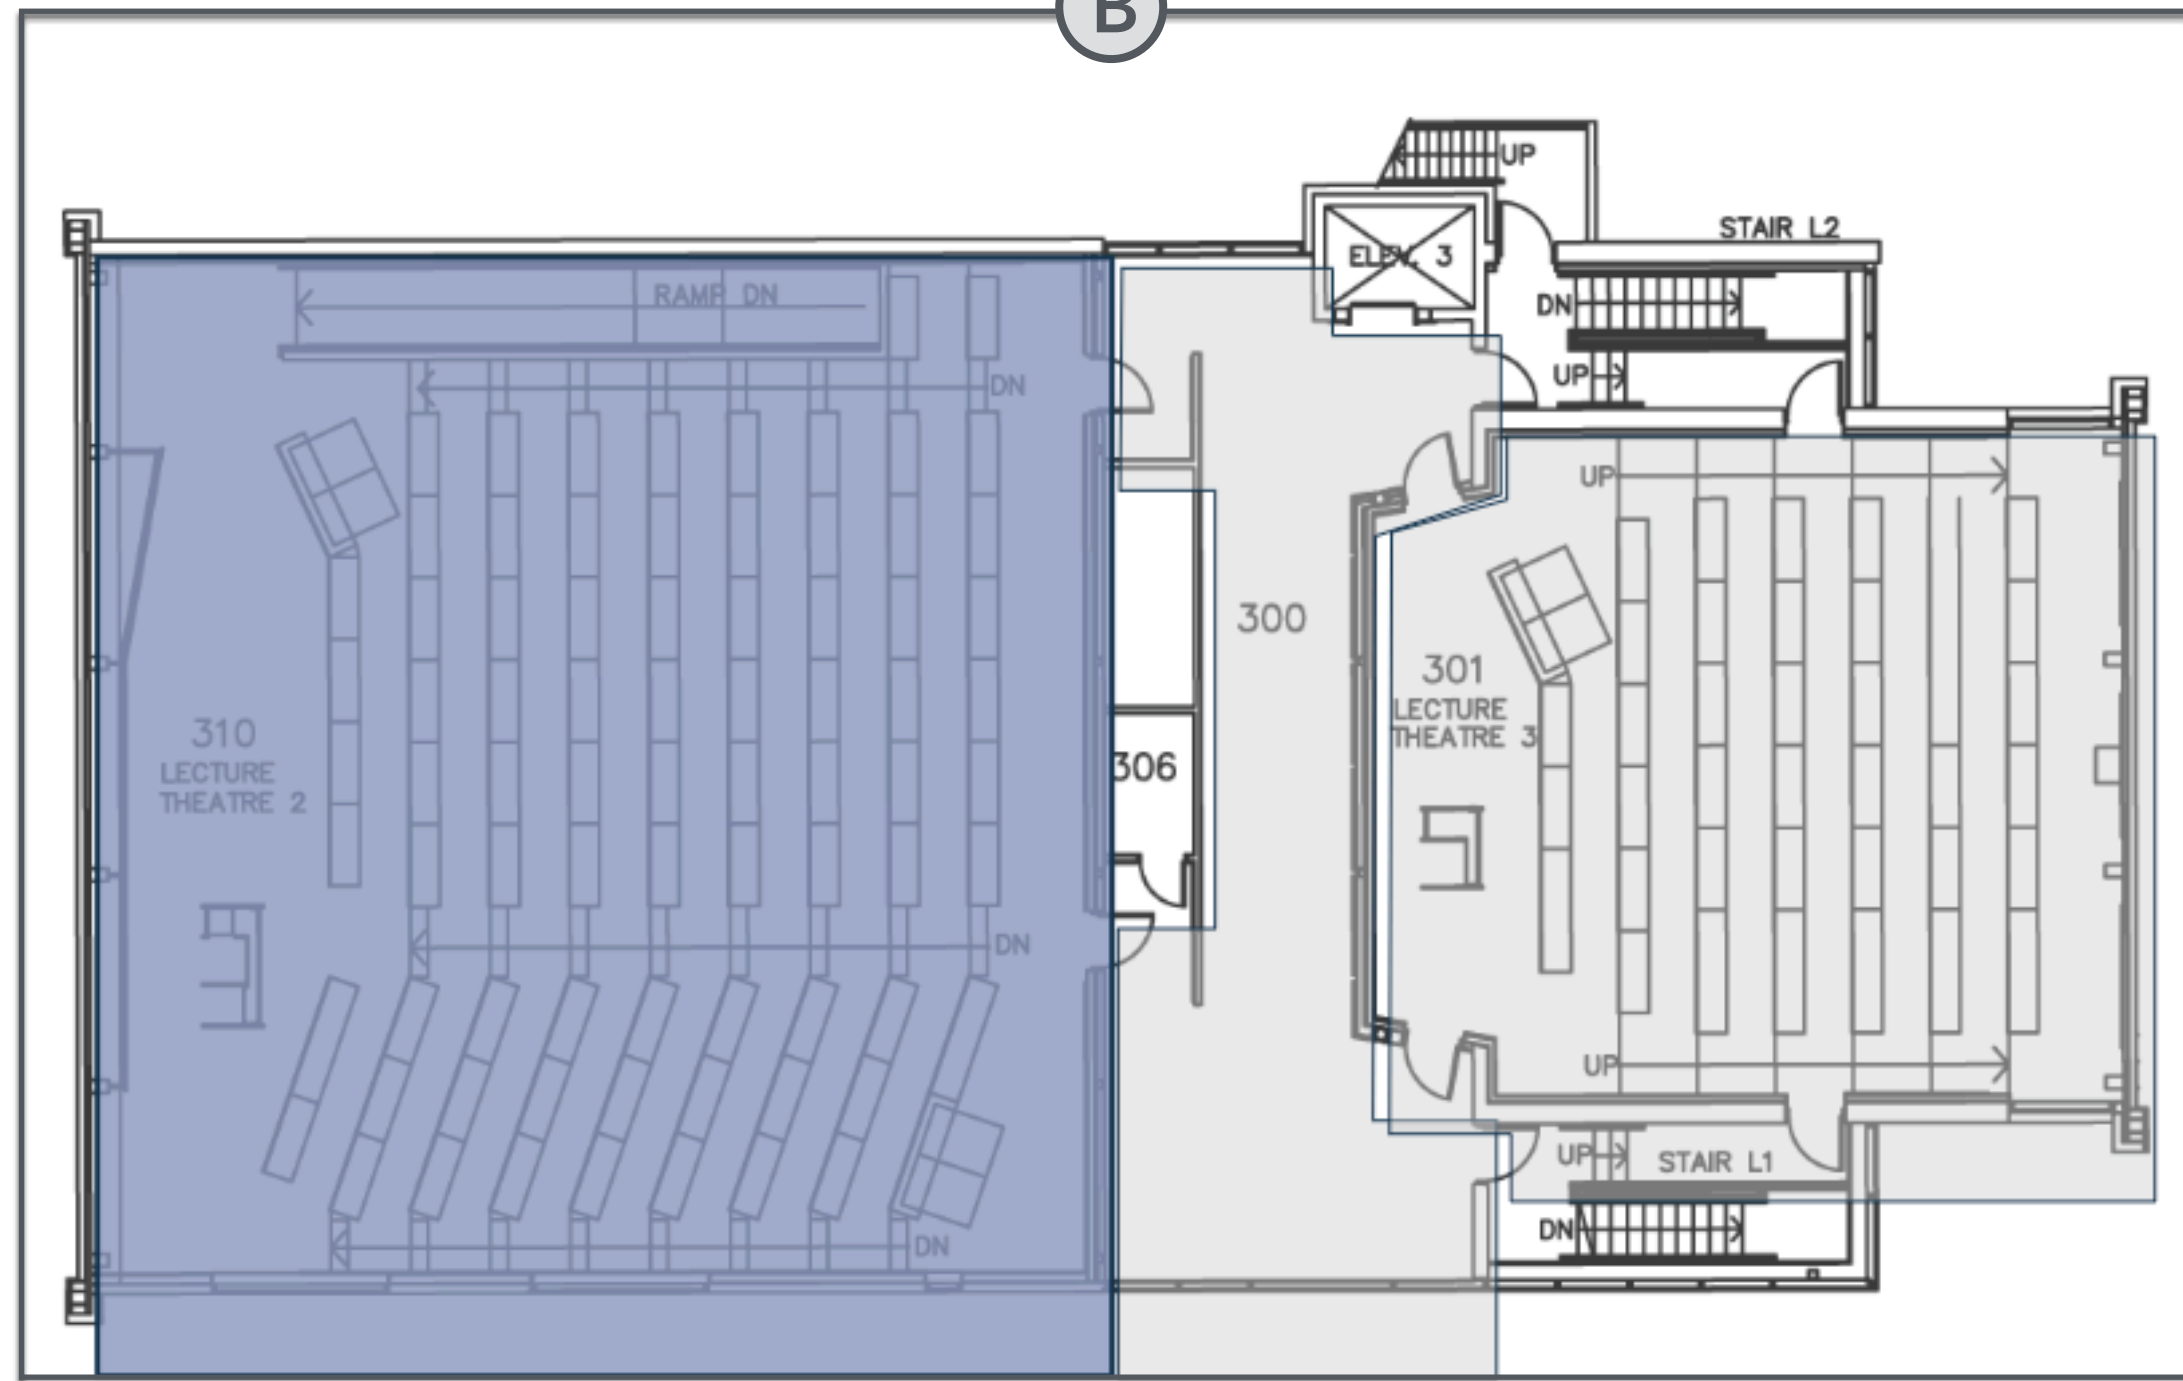 B
UP
STAIR L2
ELEV. 3
RAMP DN
DN
UP
DN
UP
300
301
LECTURE
THEATRE 3
310
LECTURE
THEATRE 2
306
DN
UP
UP
STAIR L1
DN
DN